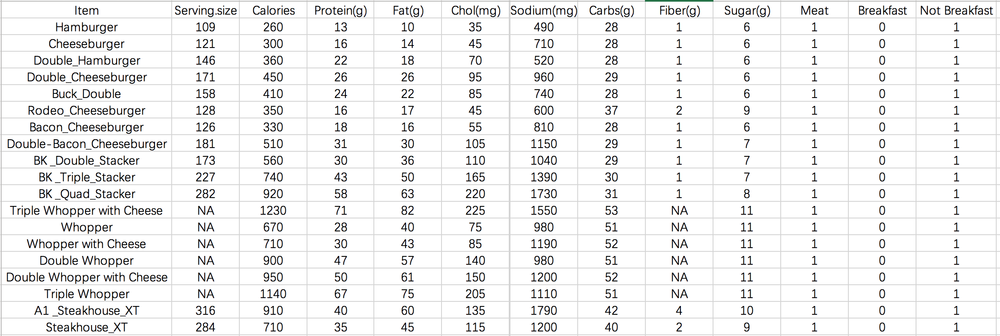 Item Serving.size Calories Protein(g) Fat(g) Chol(mg) Sodium(mg) Carbs(g) Fiber(g) Sugar(g) Meat Breakfast Not Breakfast
Hamburger 109 260 13 10 35 490 28 1 6 1 0 1
Cheeseburger 121 300 16 14 45 710 28 1 6 1 0 1
Double_Hamburger 146 360 22 18 70 520 28 1 6 1 0 1
Double_Cheeseburger 171 450 26 26 95 960 29 1 6 1 0 1
Buck_Double 158 410 24 22 85 740 28 1 6 1 0 1
Rodeo_Cheeseburger 128 350 16 17 45 600 37 2 9 1 0 1
Bacon_Cheeseburger 126 330 18 16 55 810 28 1 6 1 0 1
Double-Bacon_Cheeseburger 181 510 31 30 105 1150 29 1 7 1 0 1
BK _Double_Stacker 173 560 30 36 110 1040 29 1 7 1 0 1
BK _Triple_Stacker 227 740 43 50 165 1390 30 1 7 1 0 1
BK _Quad_Stacker 282 920 58 63 220 1730 31 1 8 1 0 1
Triple Whopper with Cheese NA 1230 71 82 225 1550 53 NA 11 1 0 1
Whopper NA 670 28 40 75 980 51 NA 11 1 0 1
Whopper with Cheese NA 710 30 43 85 1190 52 NA 11 1 0 1
Double Whopper NA 900 47 57 140 980 51 NA 11 1 0 1
Double Whopper with Cheese NA 950 50 61 150 1200 52 NA 11 1 0 1
Triple Whopper NA 1140 67 75 205 1110 51 NA 11 1 0 1
A1 _Steakhouse_XT 316 910 40 60 135 1790 42 4 10 1 0 1
Steakhouse_XT 284 710 35 45 115 1200 40 2 9 1 0 1